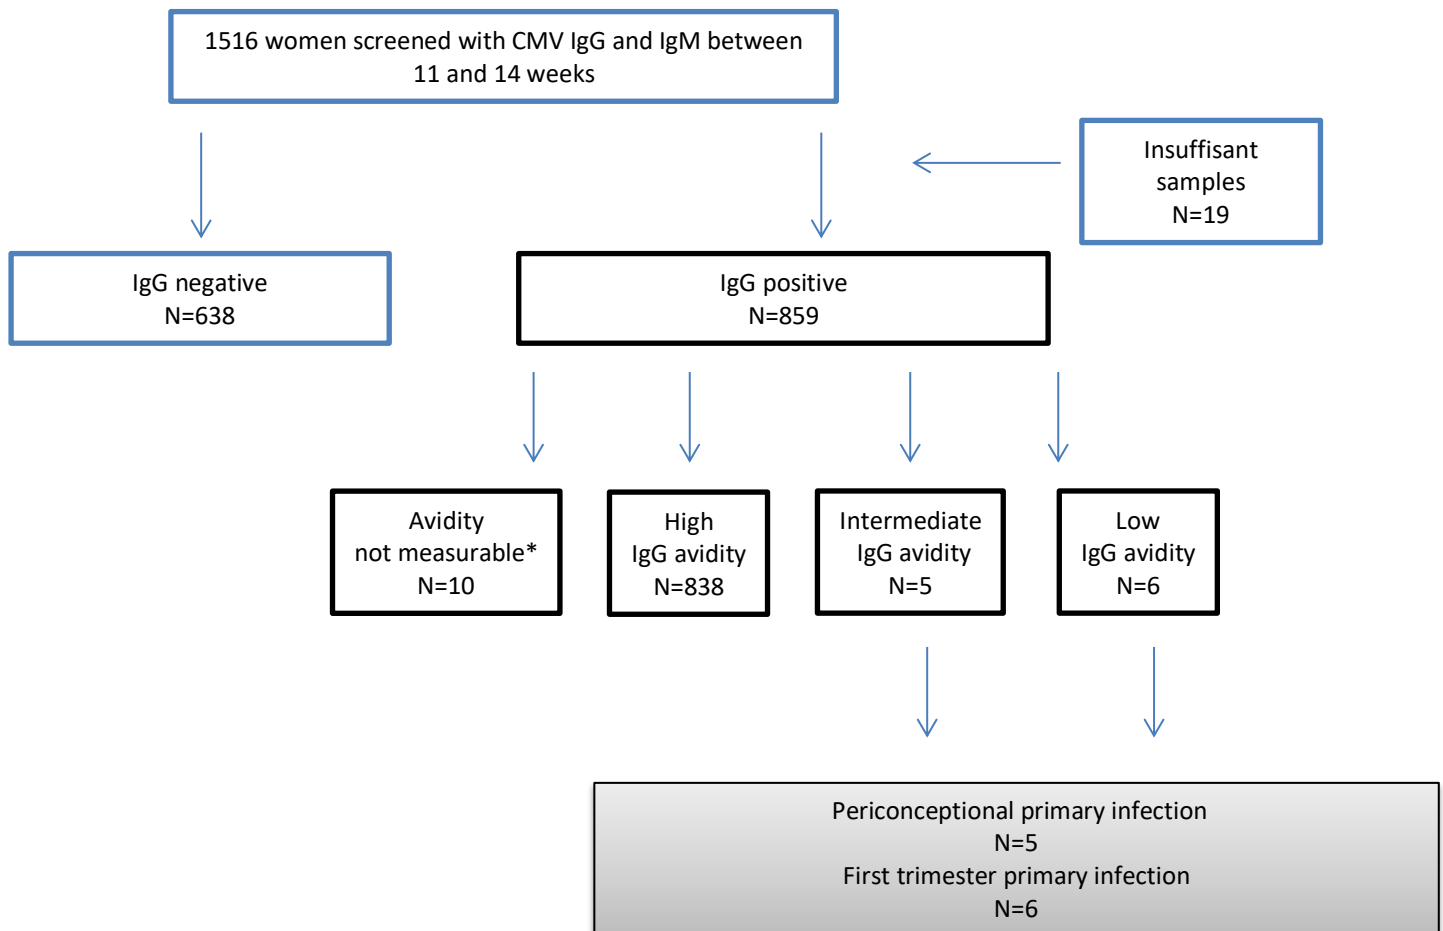 1516 women screened with CMV IgG and IgM between
11 and 14 weeks
Insuffisant
samples
N=19
IgG negative
N=638
IgG positive
N=859
Avidity
not measurable*
N=10
High
IgG avidity
N=838
Intermediate
IgG avidity
N=5
Low
IgG avidity
N=6
Periconceptional primary infection
N=5
First trimester primary infection
N=6